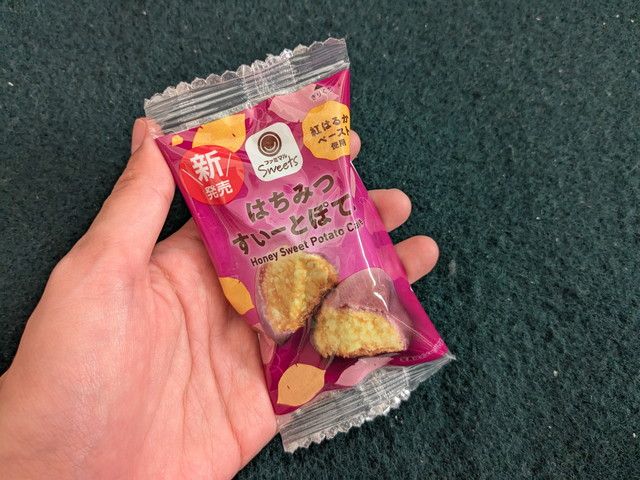 新
発売
ファミマル
Sweets
紅はるか
ペースト
使用
はちみつ
すいーとぽて
Honey Sweet Potato